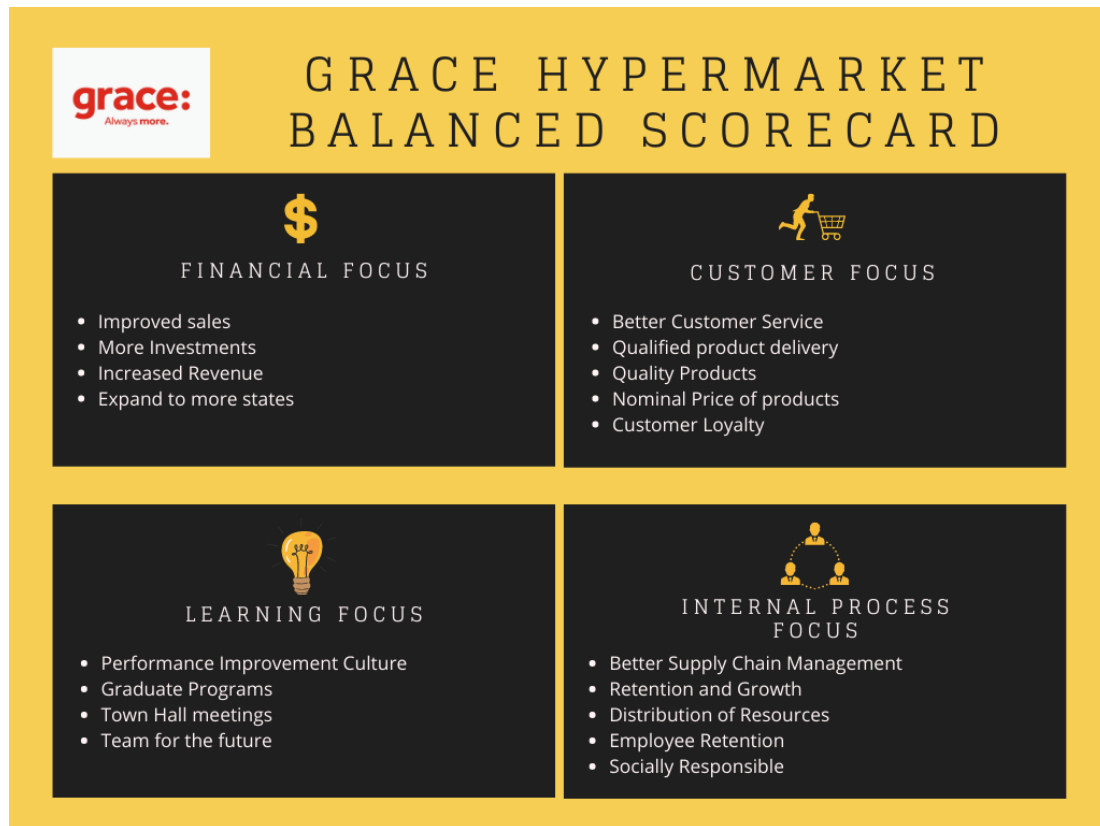 grace:
Always more.
GRACE HYPERMARKET
BALANCED SCORECARD
$
FINANCIAL FOCUS
• Improved sales
• More Investments
• Increased Revenue
• Expand to more states
CUSTOMER FOCUS
• Better Customer Service
• Qualified product delivery
• Quality Products
• Nominal Price of products
• Customer Loyalty
LEARNING FOCUS
• Performance Improvement Culture
• Graduate Programs
• Town Hall meetings
• Team for the future
INTERNAL PROCESS
FOCUS
• Better Supply Chain Management
• Retention and Growth
• Distribution of Resources
• Employee Retention
• Socially Responsible